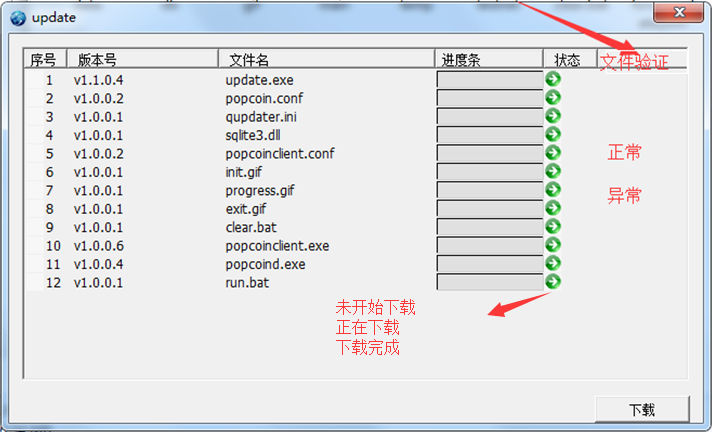 update
序号 版本号 文件名 进度条 状态 文件验证
1 v1.1.0.4 update.exe
2 v1.0.0.2 popcoin.conf
3 v1.0.0.1 qupdater.ini
4 v1.0.0.1 sqlite3.dll
5 v1.0.0.2 popcoinclient.conf
6 v1.0.0.1 init.gif
7 v1.0.0.1 progress.gif
8 v1.0.0.1 exit.gif
9 v1.0.0.1 clear.bat
10 v1.0.0.6 popcoinclient.exe
11 v1.0.0.4 popcoind.exe
12 v1.0.0.1 run.bat
正常
异常
未开始下载
正在下载
下载完成
下载